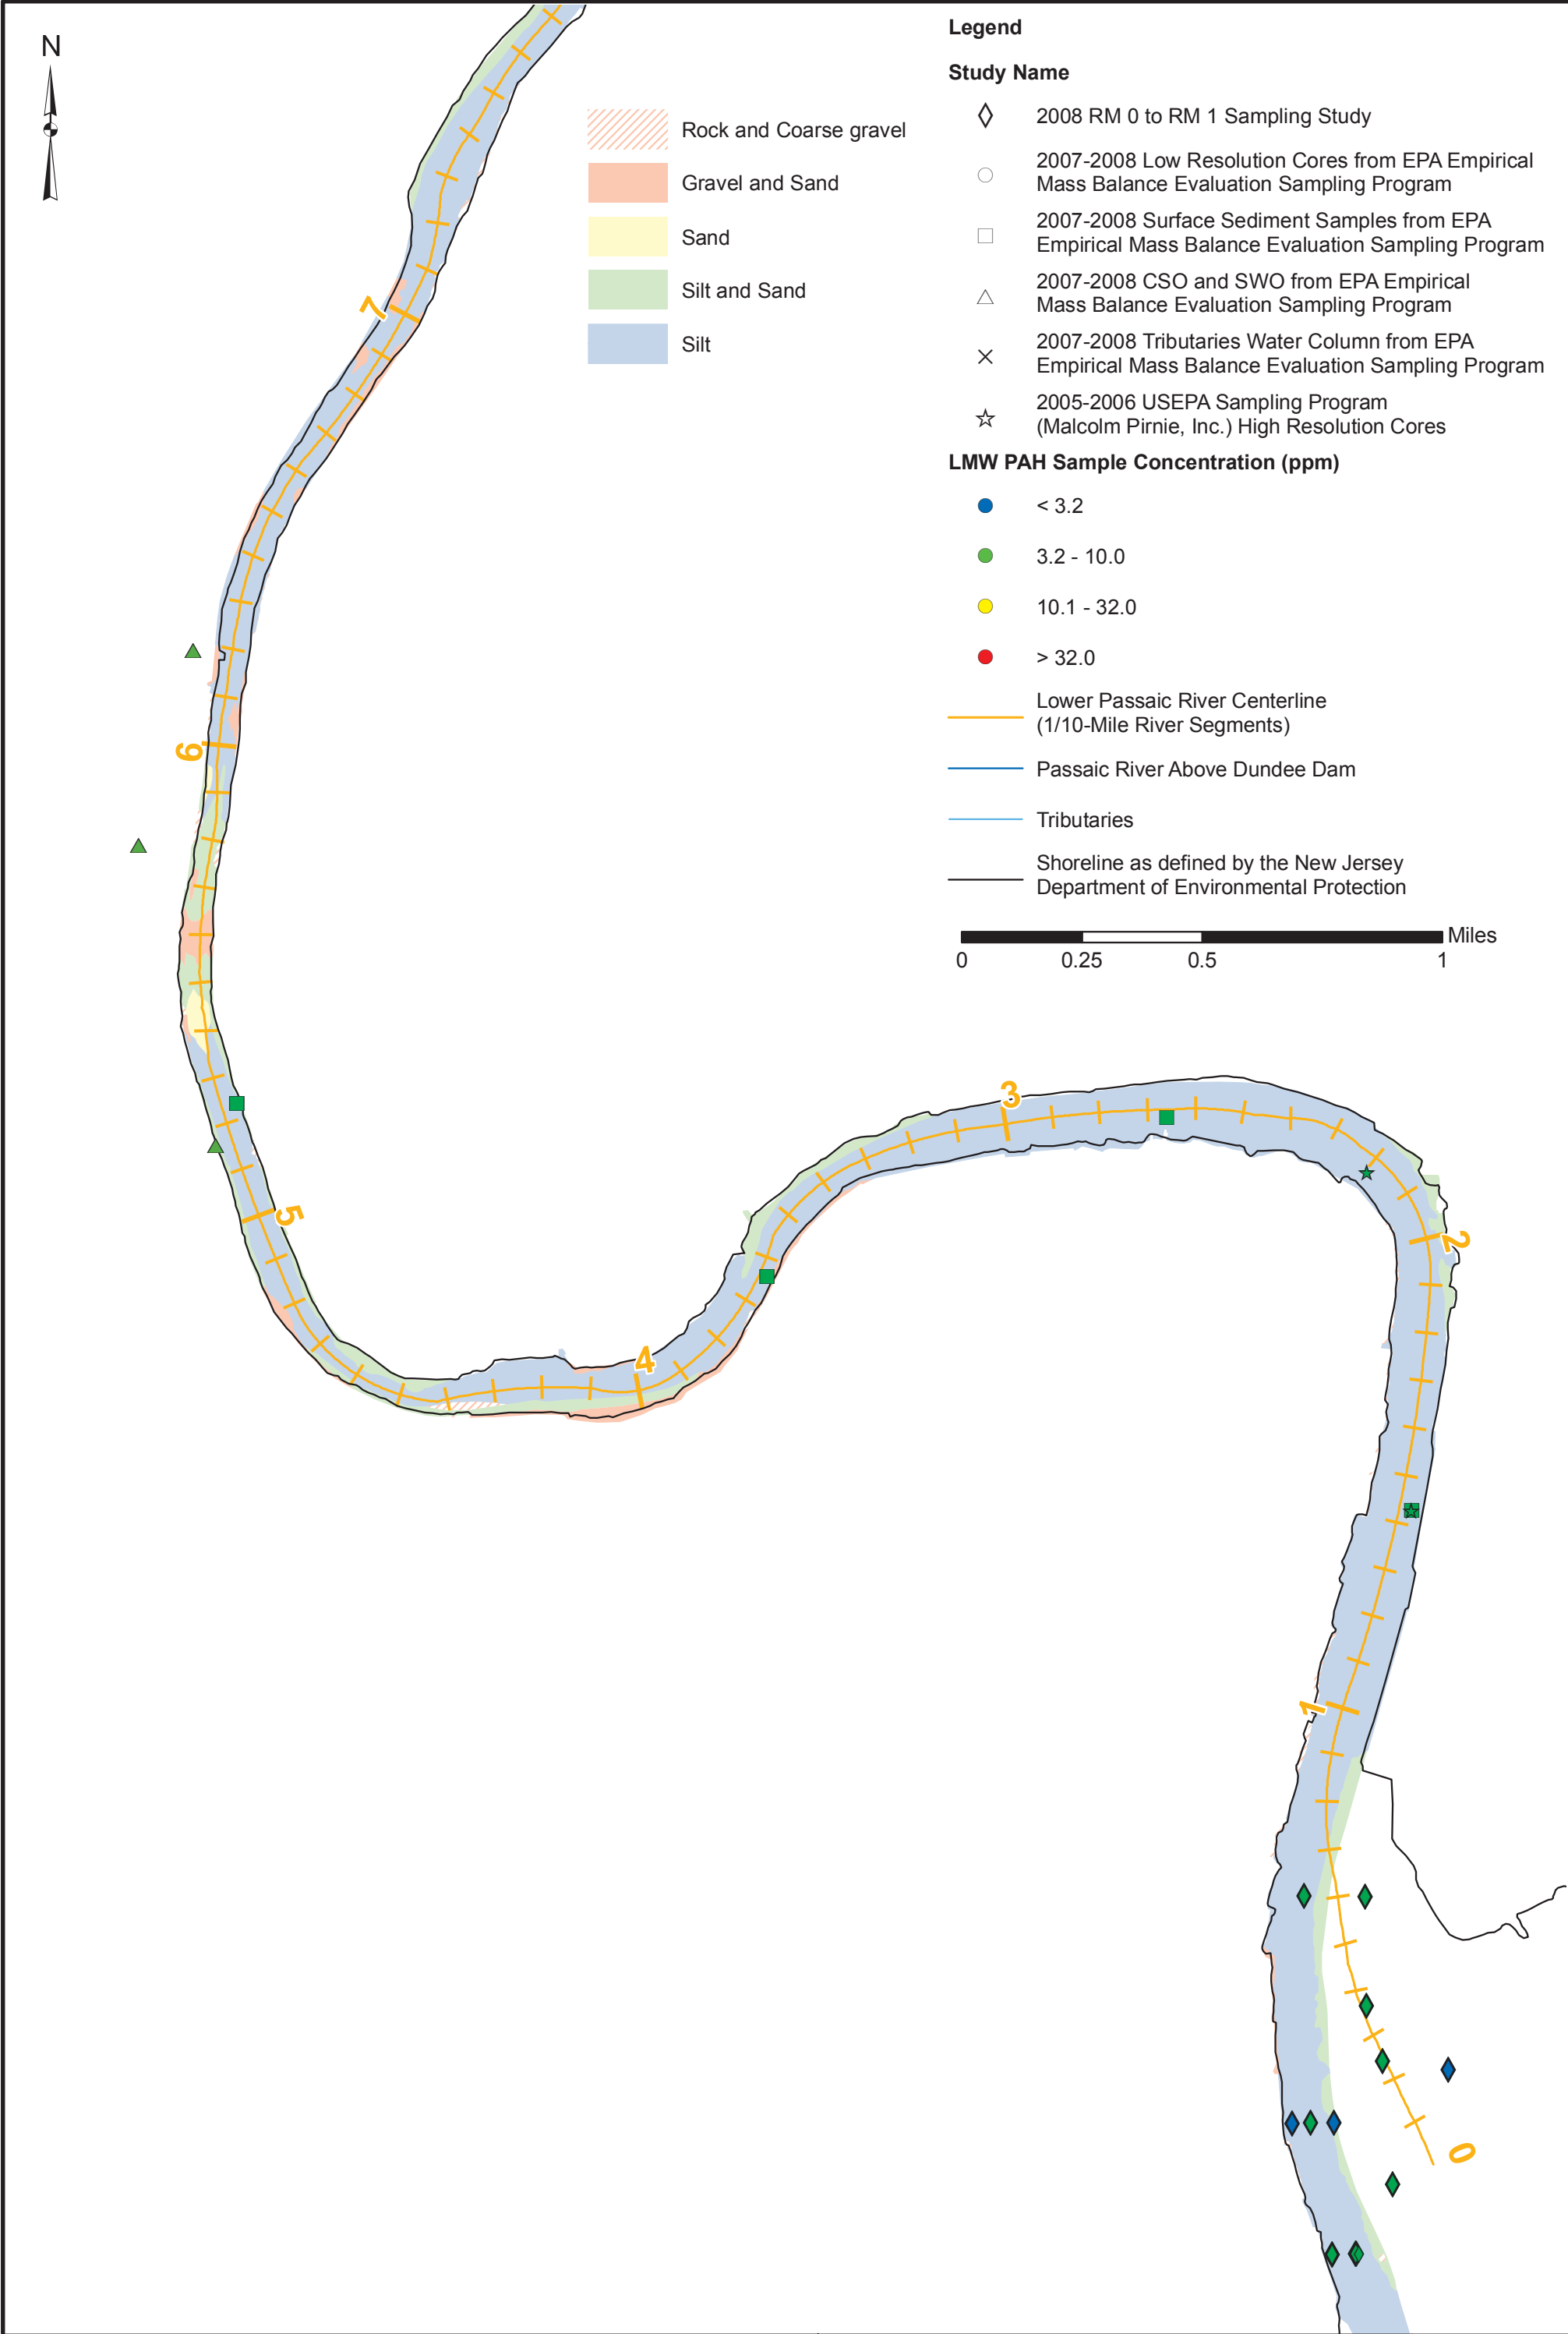 N
Legend
Study Name
2008 RM 0 to RM 1 Sampling Study
2007-2008 Low Resolution Cores from EPA Empirical
Mass Balance Evaluation Sampling Program
2007-2008 Surface Sediment Samples from EPA
Empirical Mass Balance Evaluation Sampling Program
2007-2008 CSO and SWO from EPA Empirical
Mass Balance Evaluation Sampling Program
2007-2008 Tributaries Water Column from EPA
Empirical Mass Balance Evaluation Sampling Program
2005-2006 USEPA Sampling Program
(Malcolm Pirnie, Inc.) High Resolution Cores
LMW PAH Sample Concentration (ppm)
< 3.2
3.2 - 10.0
10.1 - 32.0
> 32.0
Lower Passaic River Centerline
(1/10-Mile River Segments)
Passaic River Above Dundee Dam
Tributaries
Shoreline as defined by the New Jersey
Department of Environmental Protection
Miles
0 0.25 0.5 1
Rock and Coarse gravel
Gravel and Sand
Sand
Silt and Sand
Silt
7
6
5
4
3
2
1
0